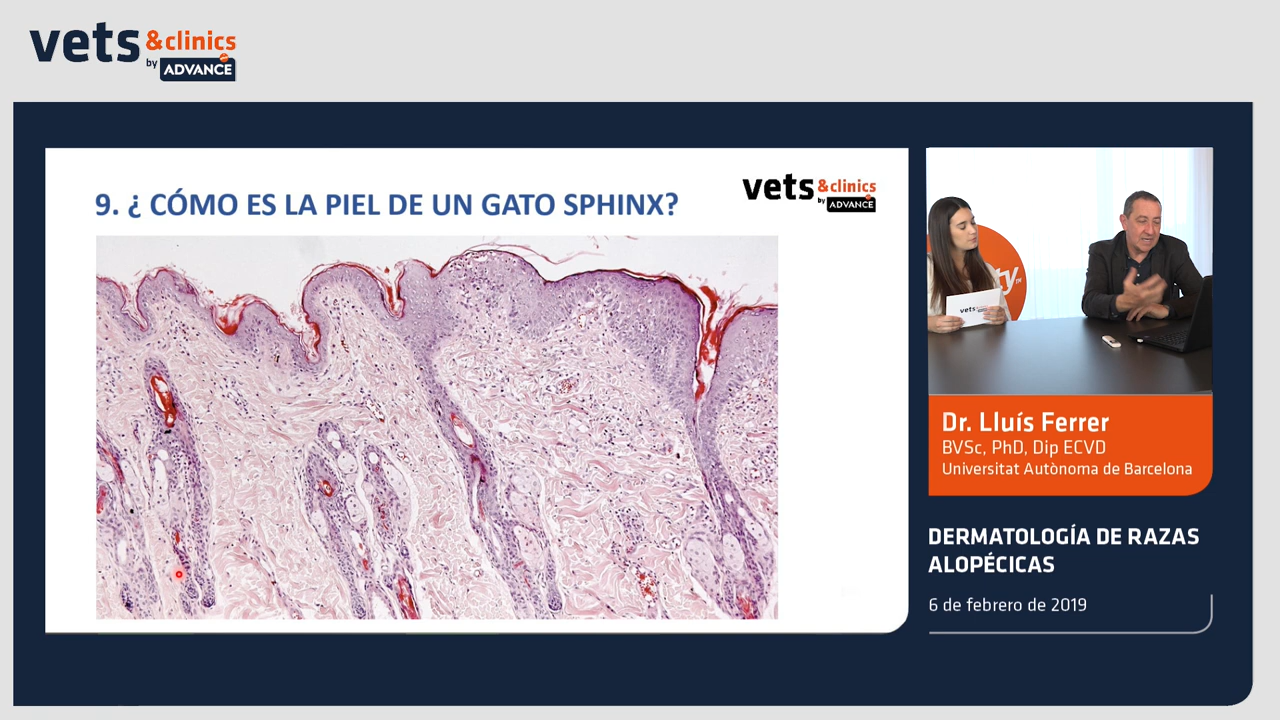 vets &clinics
by ADVANCE
9. ¿ CÓMO ES LA PIEL DE UN GATO SPHINX?
vets &clinics
by ADVANCE
vets
Dr. Lluís Ferrer
BVSc, PhD, Dip ECVD
Universitat Autònoma de Barcelona
DERMATOLOGÍA DE RAZAS
ALOPÉCICAS
6 de febrero de 2019